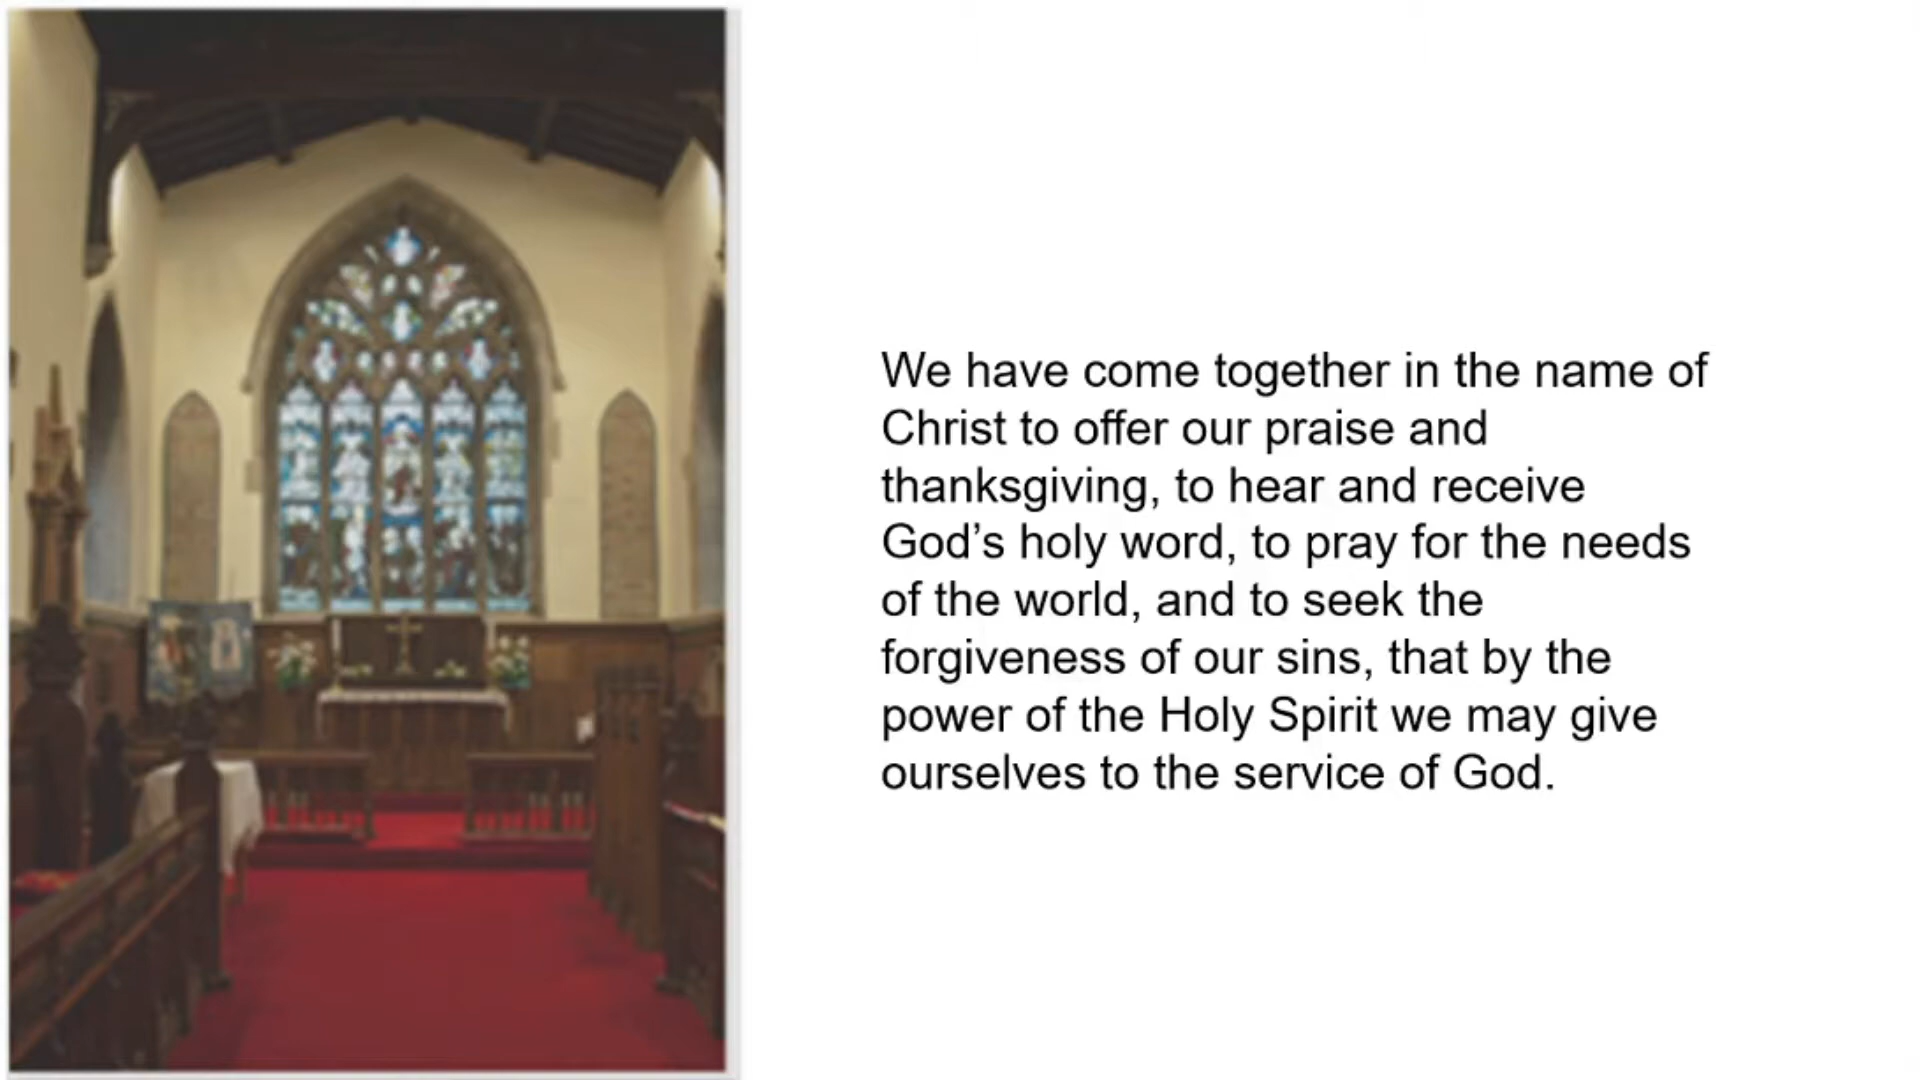 We have come together in the name of
Christ to offer our praise and
thanksgiving, to hear and receive
God’s holy word, to pray for the needs
of the world, and to seek the
forgiveness of our sins, that by the
power of the Holy Spirit we may give
ourselves to the service of God.